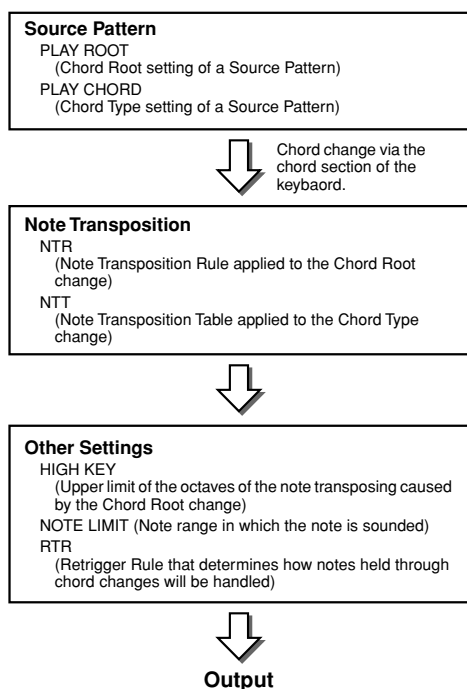 Source Pattern
PLAY ROOT
(Chord Root setting of a Source Pattern)
PLAY CHORD
(Chord Type setting of a Source Pattern)
Chord change via the
chord section of the
keybaord.
Note Transposition
NTR
(Note Transposition Rule applied to the Chord Root
change)
NTT
(Note Transposition Table applied to the Chord Type
change)
Other Settings
HIGH KEY
(Upper limit of the octaves of the note transposing caused
by the Chord Root change)
NOTE LIMIT (Note range in which the note is sounded)
RTR
(Retrigger Rule that determines how notes held through
chord changes will be handled)
Output